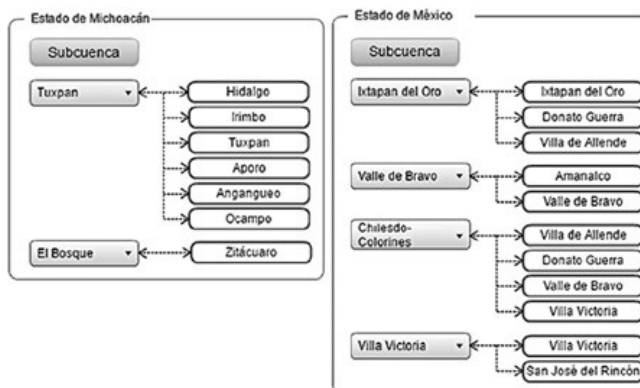 Estado de Michoacán
Subcuenca
Tuxpan
Hidalgo
Irimbo
Tuxpan
Aporo
Angangueo
Ocampo
El Bosque
Zitácuaro
Estado de México
Subcuenca
Ixtapan del Oro
Ixtapan del Oro
Donato Guerra
Villa de Allende
Valle de Bravo
Amanalco
Valle de Bravo
Chilesdo-
Colorines
Villa de Allende
Donato Guerra
Valle de Bravo
Villa Victoria
Villa Victoria
Villa Victoria
San José del Rincón